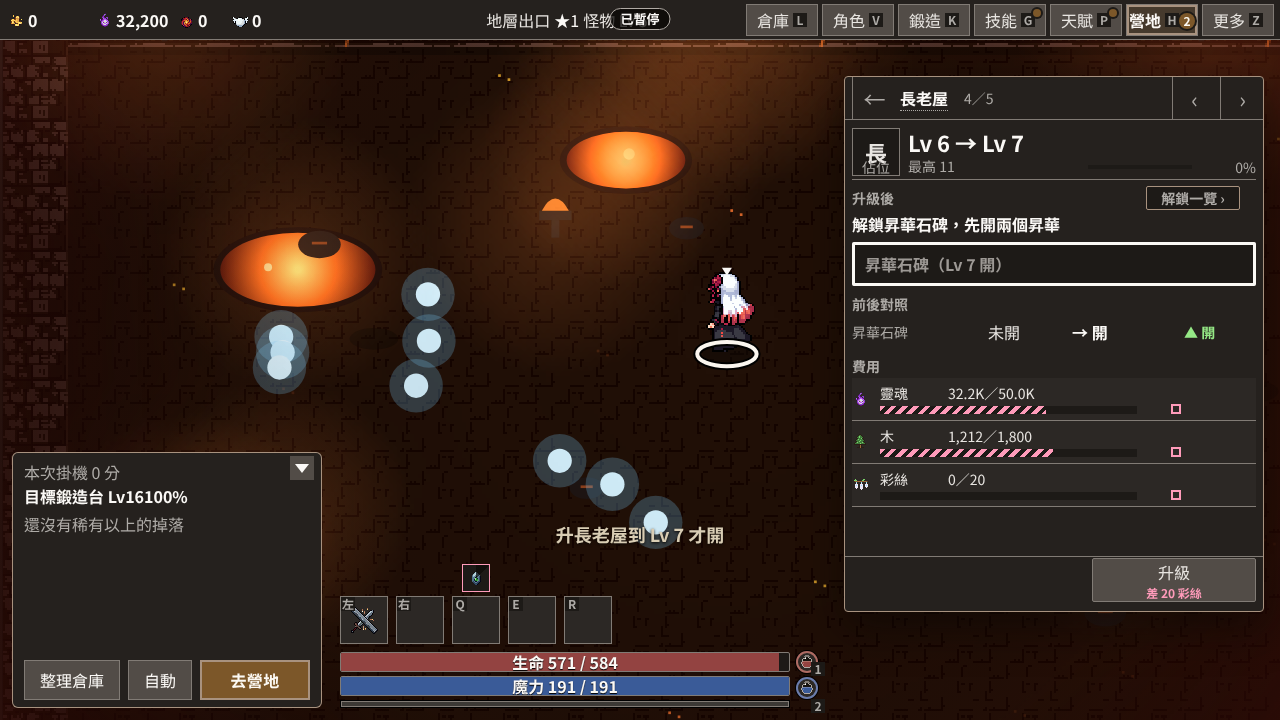 0
32,200
0
0
地層出口 ★1 怪物
已暫停
倉庫 L
角色 V
鍛造 K
技能 G
天賦 P
營地 H 2
更多 Z
← 長老屋 4／5 ‹ ›
長
佔位
Lv 6 → Lv 7
最高 11
0%
升級後
解鎖一覽 ›
解鎖昇華石碑，先開兩個昇華
昇華石碑（Lv 7 開）
前後對照
昇華石碑 未開 → 開 ▲ 開
費用
靈魂 32.2K／50.0K
木 1,212／1,800
彩絲 0／20
升級
差 20 彩絲
本次掛機 0 分
目標鍛造台 Lv16100%
還沒有稀有以上的掉落
整理倉庫
自動
去營地
升長老屋到 Lv 7 才開
左
右
Q
E
R
生命 571 / 584
1
魔力 191 / 191
2